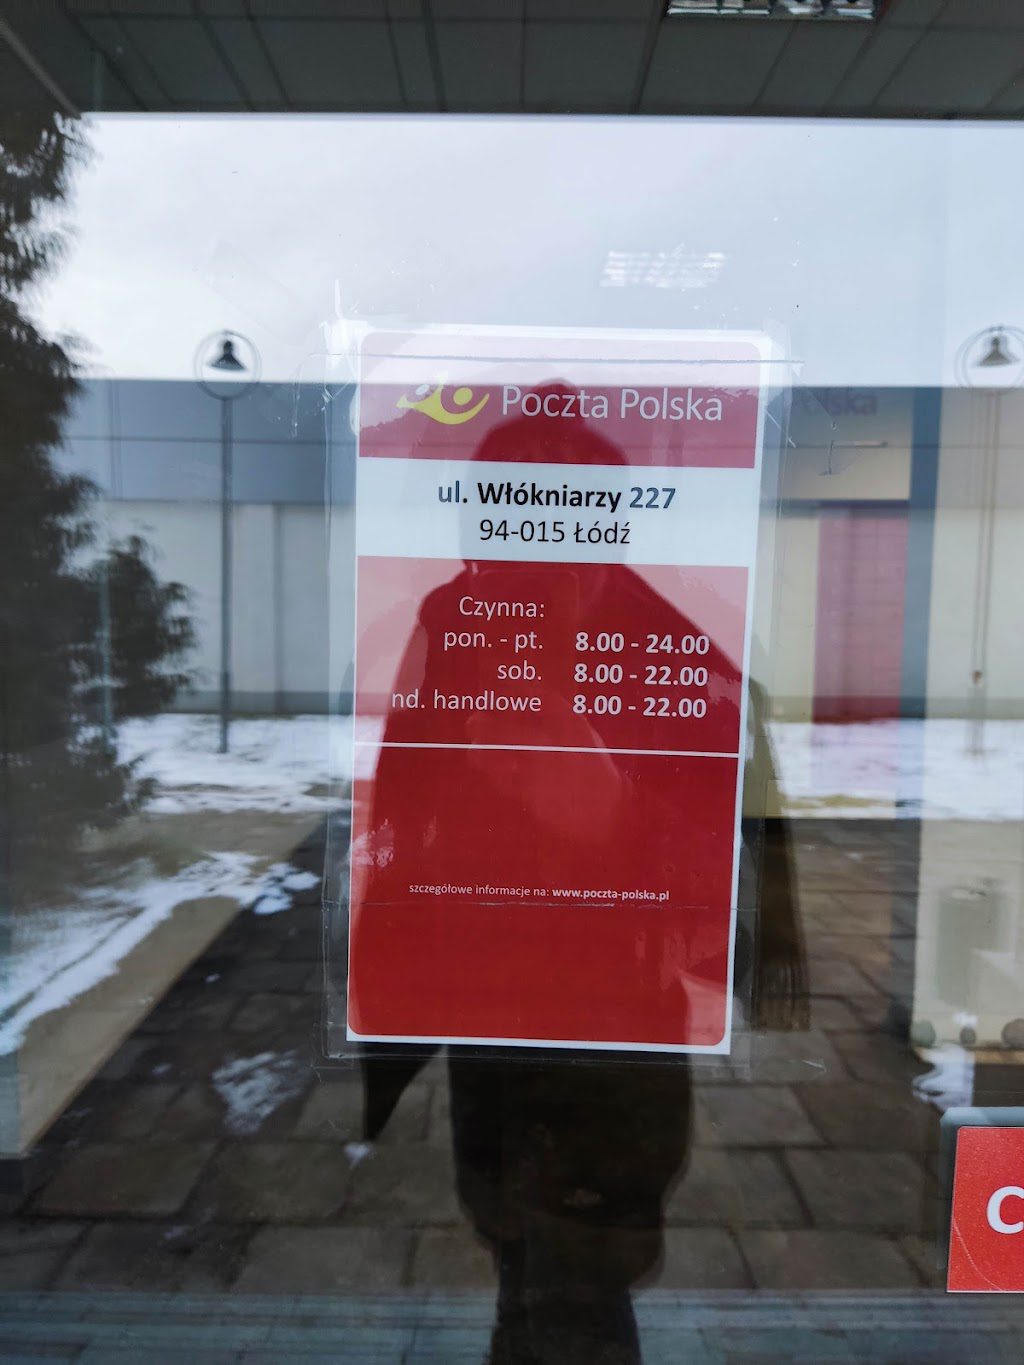 Poczta Polska
ul. Włókniarzy 227
94-015 Łódź
Czynna:
pon. - pt. 8.00 - 24.00
sob. 8.00 - 22.00
nd. handlowe 8.00 - 22.00
szczegółowe informacje na: www.poczta-polska.pl